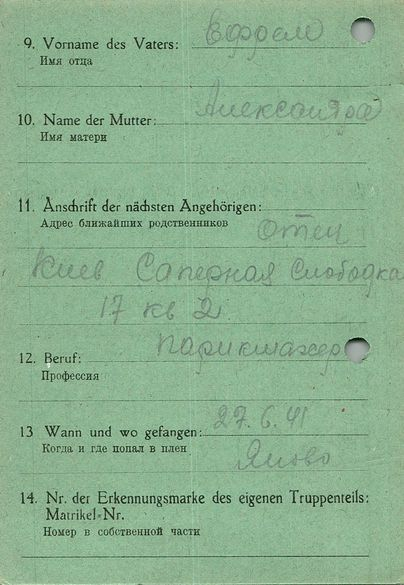 9. Vorname des Vaters: Ефрем
Имя отца
10. Name der Mutter: Александра
Имя матери
11. Anschrift der nächsten Angehörigen:
Адрес ближайших родственников Отец
Киев Саперная Слободка
17 кв 2
12. Beruf: парикмахер
Профессия
13 Wann und wo gefangen: 27.6.41
Когда и где попал в плен
Яново
14. Nr. der Erkennungsmarke des eigenen Truppenteils:
Matrikel-Nr.
Номер в собственной части